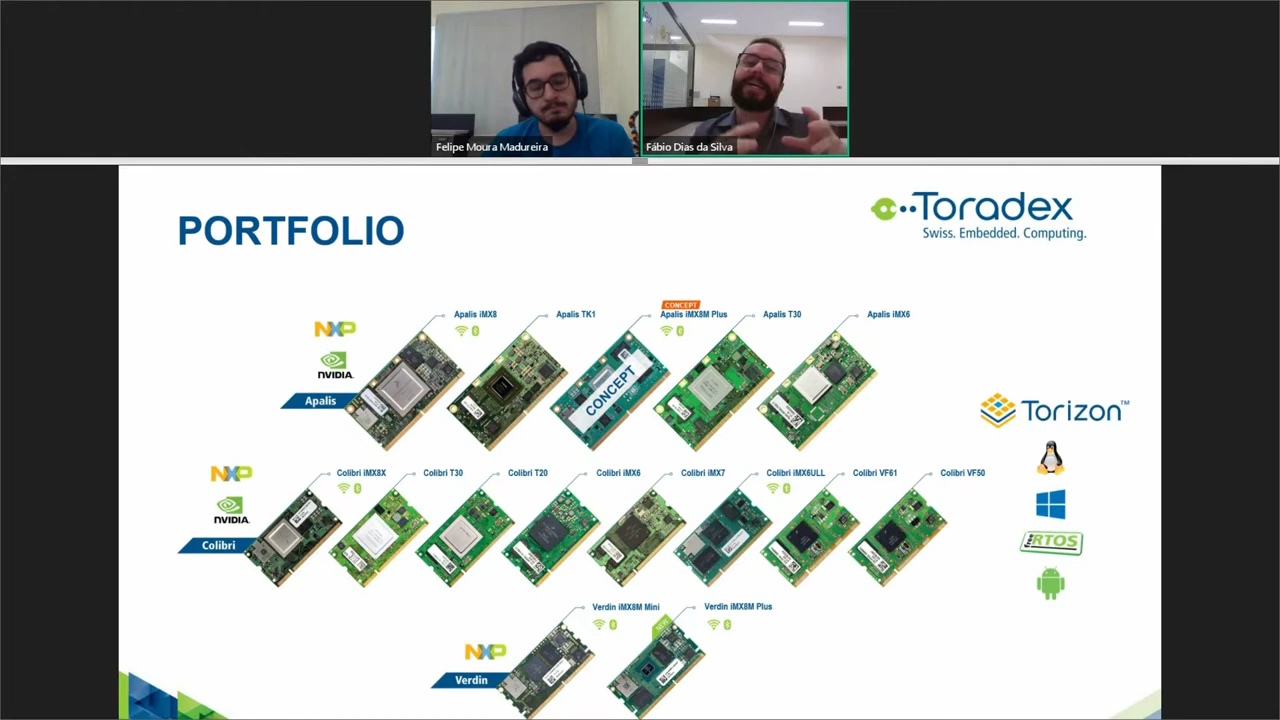 Felipe Moura Madureira
Fábio Dias da Silva
PORTFOLIO
Toradex
Swiss. Embedded. Computing.
CONCEPT
Apalis iMX8
Apalis TK1
Apalis iMX8M Plus
Apalis T30
Apalis iMX6
NXP
NVIDIA.
Apalis
CONCEPT
Torizon™
NXP
NVIDIA.
Colibri
Colibri iMX8X
Colibri T30
Colibri T20
Colibri iMX6
Colibri iMX7
Colibri iMX6ULL
Colibri VF61
Colibri VF50
free RTOS
Verdin iMX8M Mini
Verdin iMX8M Plus
NEW
NXP
Verdin